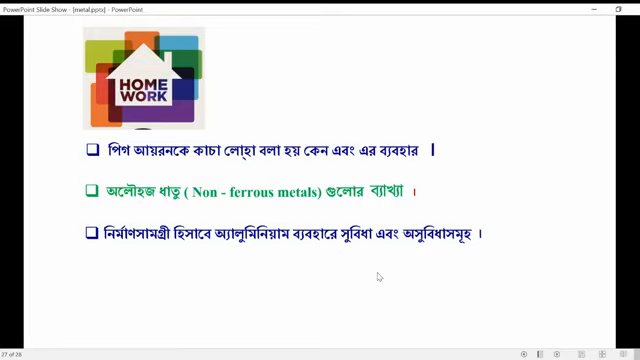 PowerPoint Slide Show - [metal.pptx] - PowerPoint
HOME
WORK
পিগ আয়রনকে কাচা লোহা বলা হয় কেন এবং এর ব্যবহার ।
অলৌহজ ধাতু ( Non - ferrous metals) গুলোর ব্যাখ্যা ।
নির্মাণসামগ্রী হিসাবে অ্যালুমিনিয়াম ব্যবহারে সুবিধা এবং অসুবিধাসমূহ ।
27 of 28